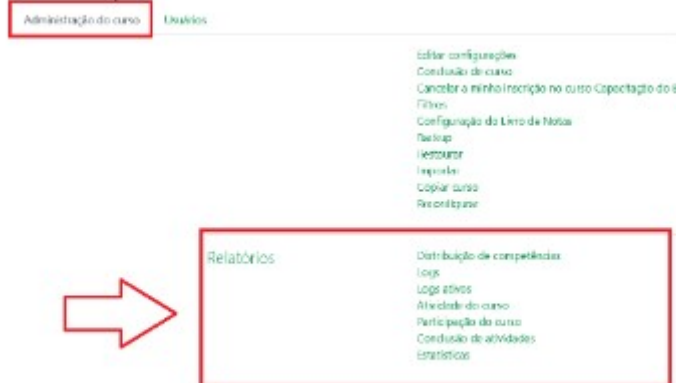 Administração do curso
Usuários
Editar configurações
Conclusão de curso
Cancelar a minha inscrição no curso Capacitação do
Filtros
Configuração do Livro de Notas
Backup
Restaurar
Importar
Copiar curso
Reconfigurar
Relatórios
Distribuição de competências
Logs
Logs ativos
Atividade do curso
Participação do curso
Conclusão de atividades
Estatísticas